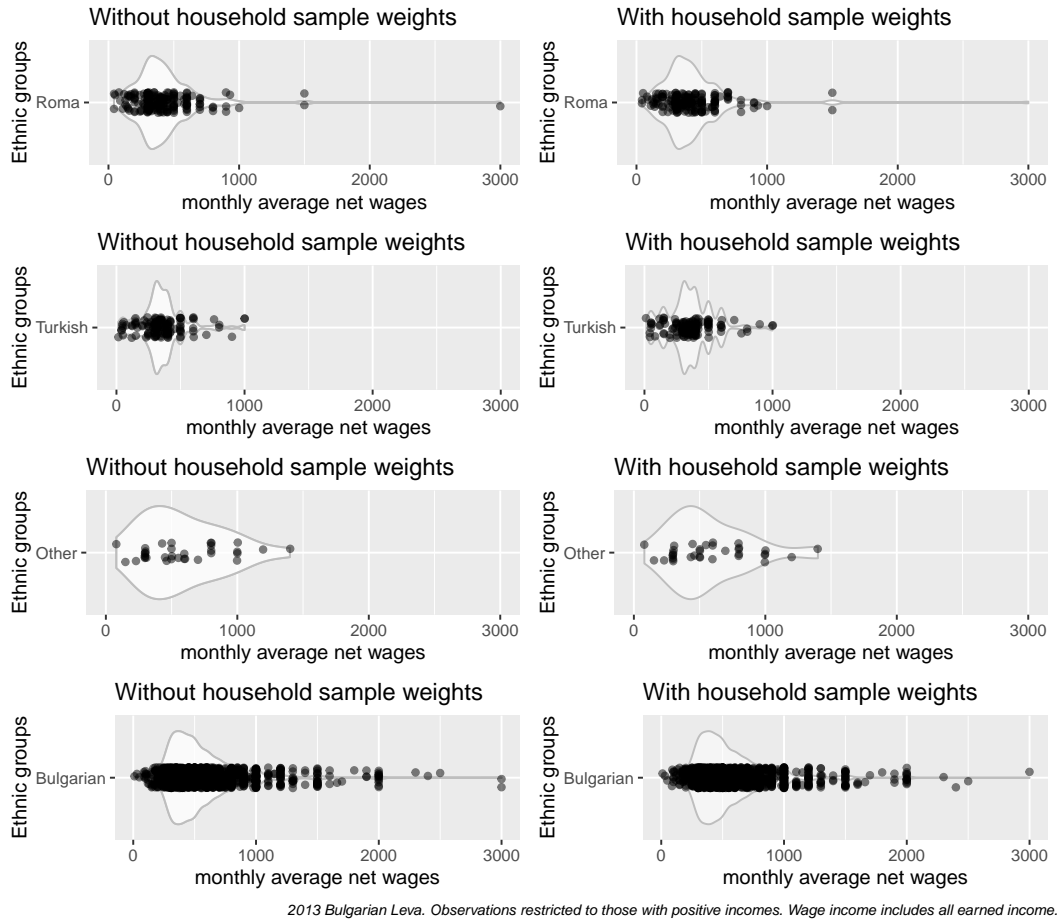 Without household sample weights
With household sample weights
Ethnic groups
Roma
Ethnic groups
Roma
0 1000 2000 3000
0 1000 2000 3000
monthly average net wages
monthly average net wages
Without household sample weights
With household sample weights
Ethnic groups
Turkish
Ethnic groups
Turkish
0 1000 2000 3000
0 1000 2000 3000
monthly average net wages
monthly average net wages
Without household sample weights
With household sample weights
Ethnic groups
Other
Ethnic groups
Other
0 1000 2000 3000
0 1000 2000 3000
monthly average net wages
monthly average net wages
Without household sample weights
With household sample weights
Ethnic groups
Bulgarian
Ethnic groups
Bulgarian
0 1000 2000 3000
0 1000 2000 3000
monthly average net wages
monthly average net wages
2013 Bulgarian Leva. Observations restricted to those with positive incomes. Wage income includes all earned income.